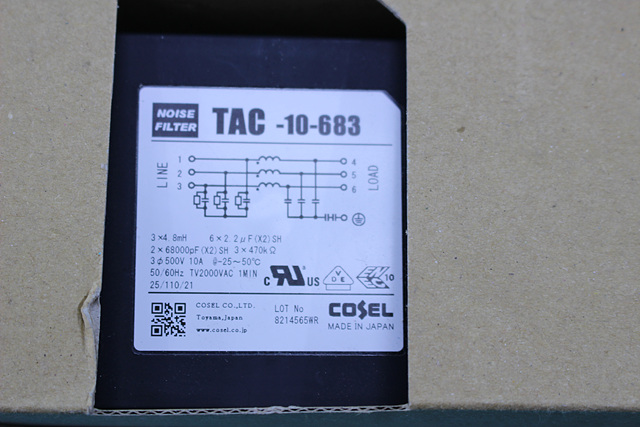 NOISE FILTER
TAC -10-683
LINE
1
2
3
4
5
6
LOAD
3×4.8mH 6×2.2μF(X2)SH
2×68000pF(X2)SH 3×470kΩ
3φ500V 10A @-25~50℃
50/60Hz TV2000VAC 1MIN
25/110/21
c RU US
VDE
10
COSEL CO.,LTD.
Toyama,Japan
www.cosel.co.jp
LOT No
8214565WR
COSEL
MADE IN JAPAN